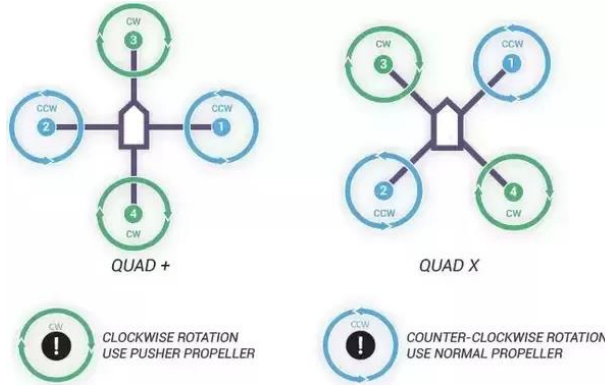 CW
3
CCW
2
CCW
1
4
CW
QUAD +
CW
3
CCW
1
2
CCW
4
CW
QUAD X
CW
!
CLOCKWISE ROTATION
USE PUSHER PROPELLER
CCW
!
COUNTER-CLOCKWISE ROTATION
USE NORMAL PROPELLER